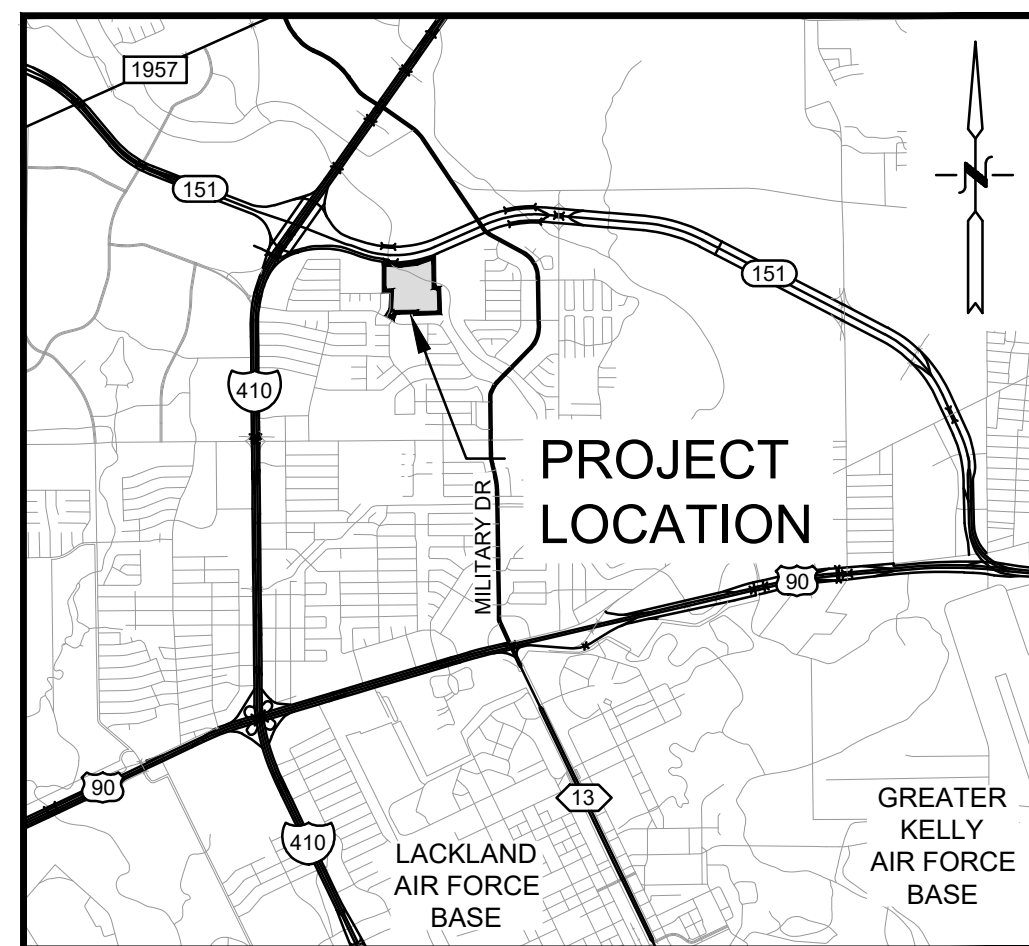 1957
N
151
151
410
PROJECT
LOCATION
MILITARY DR
90
90
13
410
LACKLAND
AIR FORCE
BASE
GREATER
KELLY
AIR FORCE
BASE